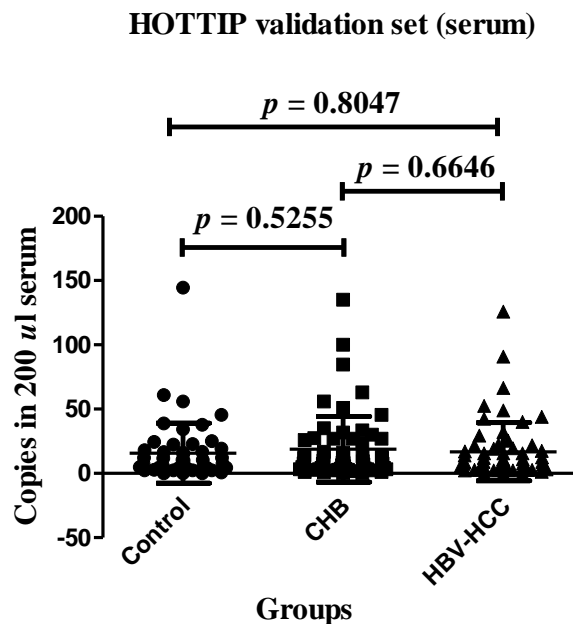 HOTTIP validation set (serum)
p = 0.8047
p = 0.6646
p = 0.5255
200
150
100
50
0
-50
Copies in 200 ul serum
Control
CHB
HBV-HCC
Groups